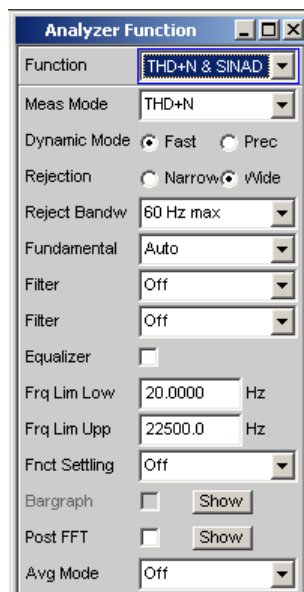 Analyzer Function
Function THD+N & SINAD
Meas Mode THD+N
Dynamic Mode Fast Prec
Rejection Narrow Wide
Reject Bandw 60 Hz max
Fundamental Auto
Filter Off
Filter Off
Equalizer
Frq Lim Low 20.0000 Hz
Frq Lim Upp 22500.0 Hz
Fnct Settling Off
Bargraph Show
Post FFT Show
Avg Mode Off